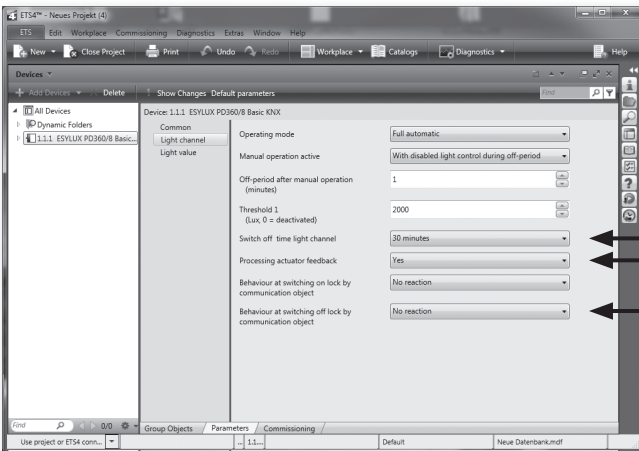 ETS4™ - Neues Projekt (4)
ETS Edit Workplace Commissioning Diagnostics Extras Window Help
New Close Project Print Undo Redo Workplace Catalogs Diagnostics Help
Devices
Add Devices Delete Show Changes Default parameters Find
All Devices
Dynamic Folders
1.1.1 ESYLUX PD360/8 Basic...
Device: 1.1.1 ESYLUX PD360/8 Basic KNX
Common
Light channel
Light value
Operating mode Full automatic
Manual operation active With disabled light control during off-period
Off-period after manual operation 1
(minutes)
Threshold 1 2000
(Lux, 0 = deactivated)
Switch off time light channel 30 minutes
Processing actuator feedback Yes
Behaviour at switching on lock by No reaction
communication object
Behaviour at switching off lock by No reaction
communication object
Find 0/0 Group Objects Parameters Commissioning
Use project or ETS4 conn... ... 1.1.... Default Neue Datenbank.mdf